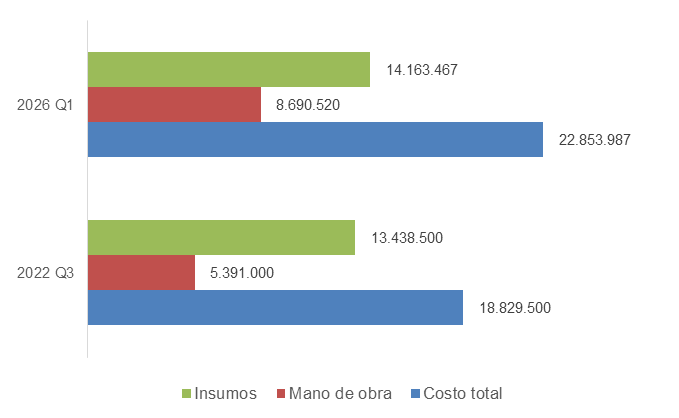 14.163.467
2026 Q1
8.690.520
22.853.987
13.438.500
2022 Q3
5.391.000
18.829.500
Insumos Mano de obra Costo total